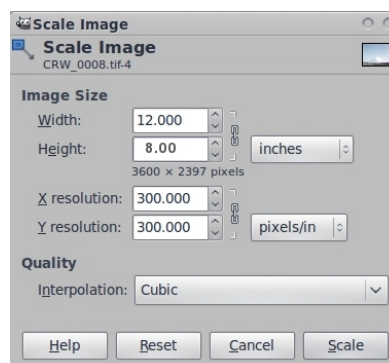 Scale Image
Scale Image
CRW_0008.tif-4
Image Size
Width: 12.000
Height: 8.00 inches
3600 × 2397 pixels
X resolution: 300.000
Y resolution: 300.000 pixels/in
Quality
Interpolation: Cubic
Help Reset Cancel Scale